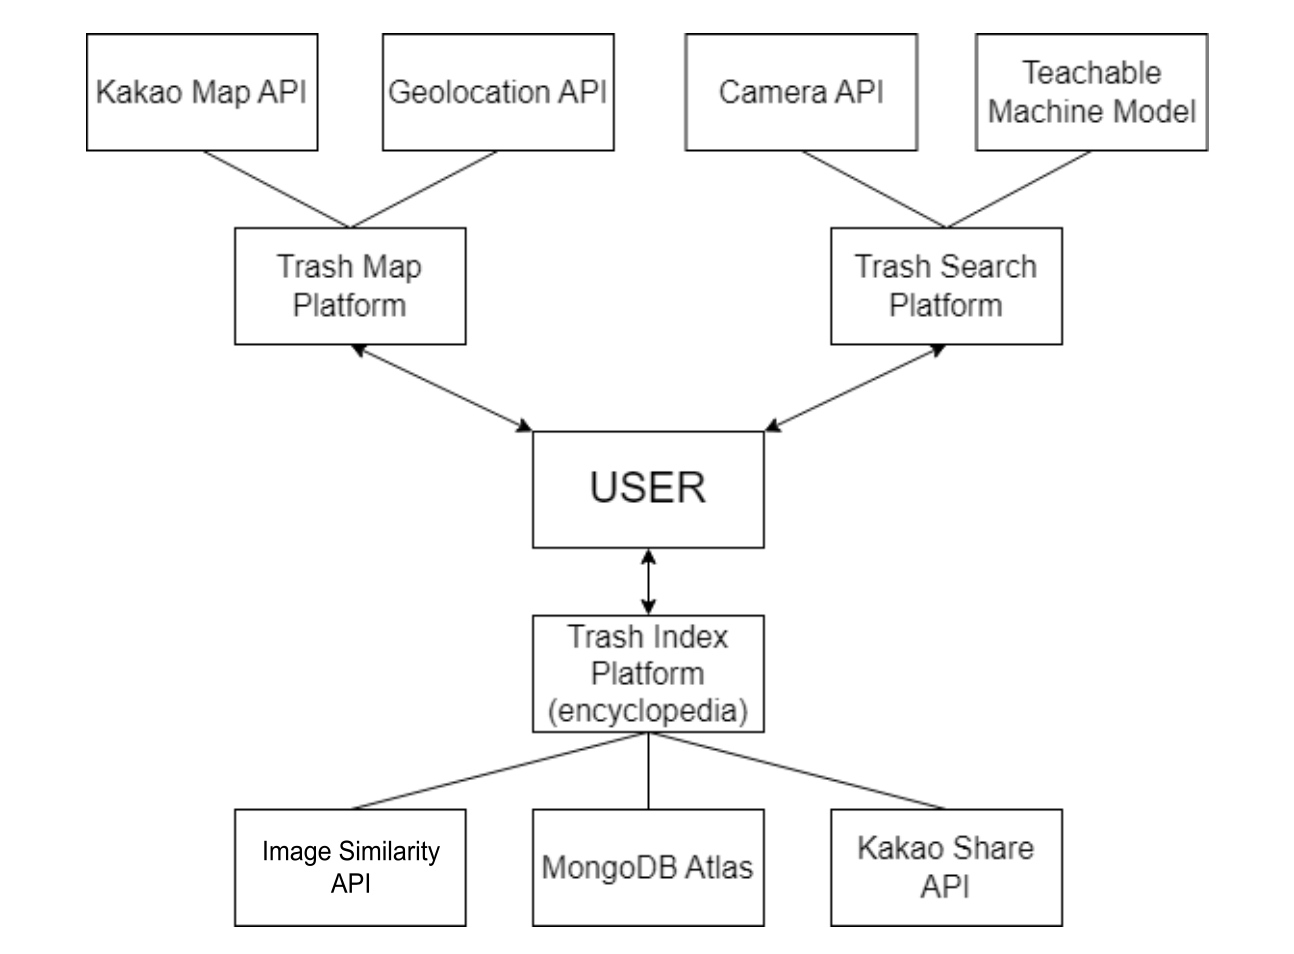 Kakao Map API
Geolocation API
Camera API
Teachable
Machine Model
Trash Map
Platform
Trash Search
Platform
USER
Trash Index
Platform
(encyclopedia)
Image Similarity
API
MongoDB Atlas
Kakao Share
API